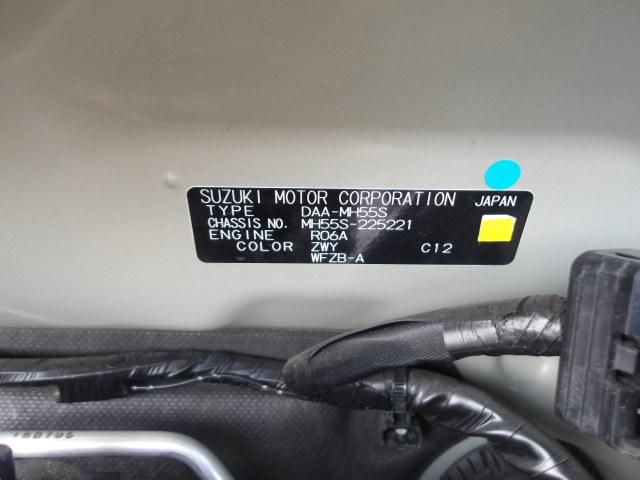 SUZUKI MOTOR CORPORATION JAPAN
TYPE DAA-MH55S
CHASSIS NO. MH55S-225221
ENGINE R06A
COLOR ZWY C12
WFZB-A